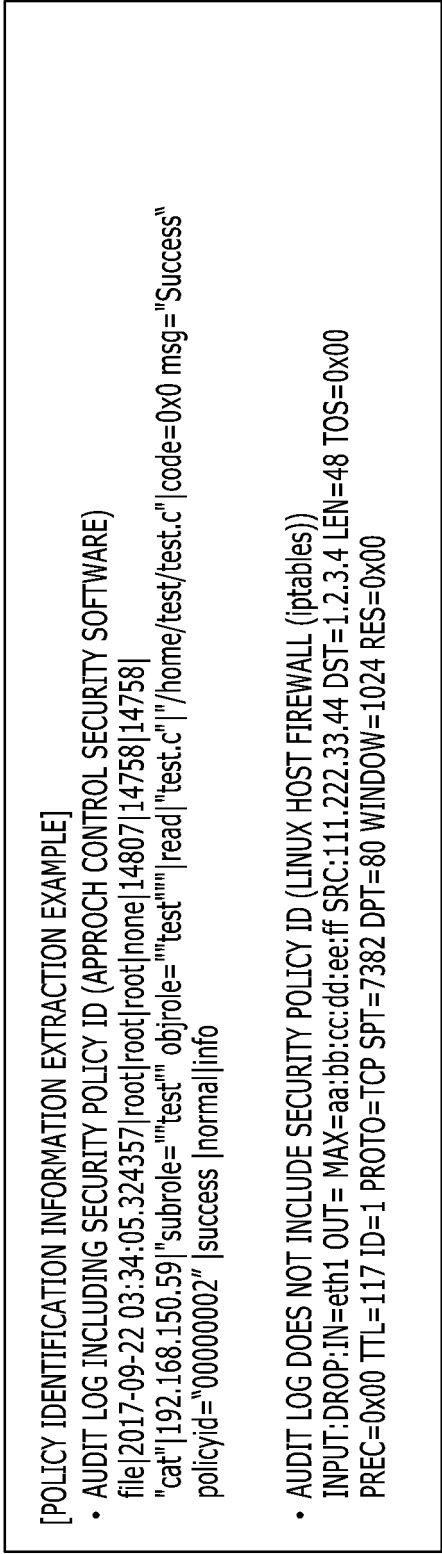 [POLICY IDENTIFICATION INFORMATION EXTRACTION EXAMPLE]
• AUDIT LOG INCLUDING SECURITY POLICY ID (APPROCH CONTROL SECURITY SOFTWARE)
file|2017-09-22 03:34:05.324357|root|root|root|none|14807|14758|14758|
"cat"|192.168.150.59|"subrole=""test"" objrole=""test"""|read|"test.c"|"/home/test/test.c"|code=0x0 msg="Success"
policyid="00000002" |success |normal|info
• AUDIT LOG DOES NOT INCLUDE SECURITY POLICY ID (LINUX HOST FIREWALL (iptables))
INPUT:DROP:IN=eth1 OUT= MAX=aa:bb:cc:dd:ee:ff SRC:111.222.33.44 DST=1.2.3.4 LEN=48 TOS=0x00
PREC=0x00 TTL=117 ID=1 PROTO=TCP SPT=7382 DPT=80 WINDOW=1024 RES=0x00